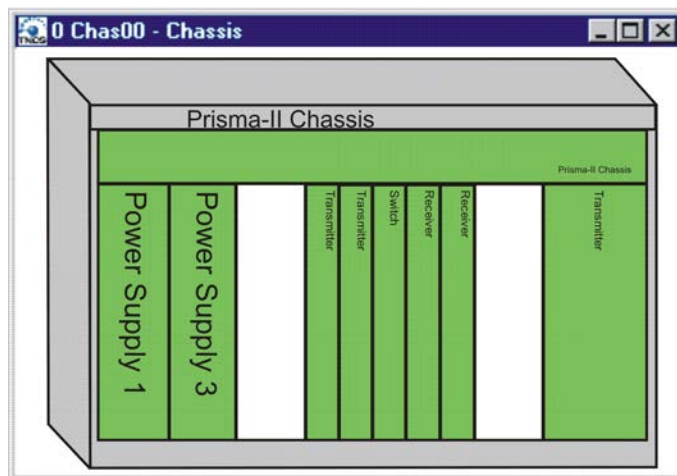 TNCS
0 Chas00 - Chassis
Prisma-II Chassis
Prisma-II Chassis
Power Supply 1
Power Supply 3
Transmitter
Transmitter
Switch
Receiver
Receiver
Transmitter